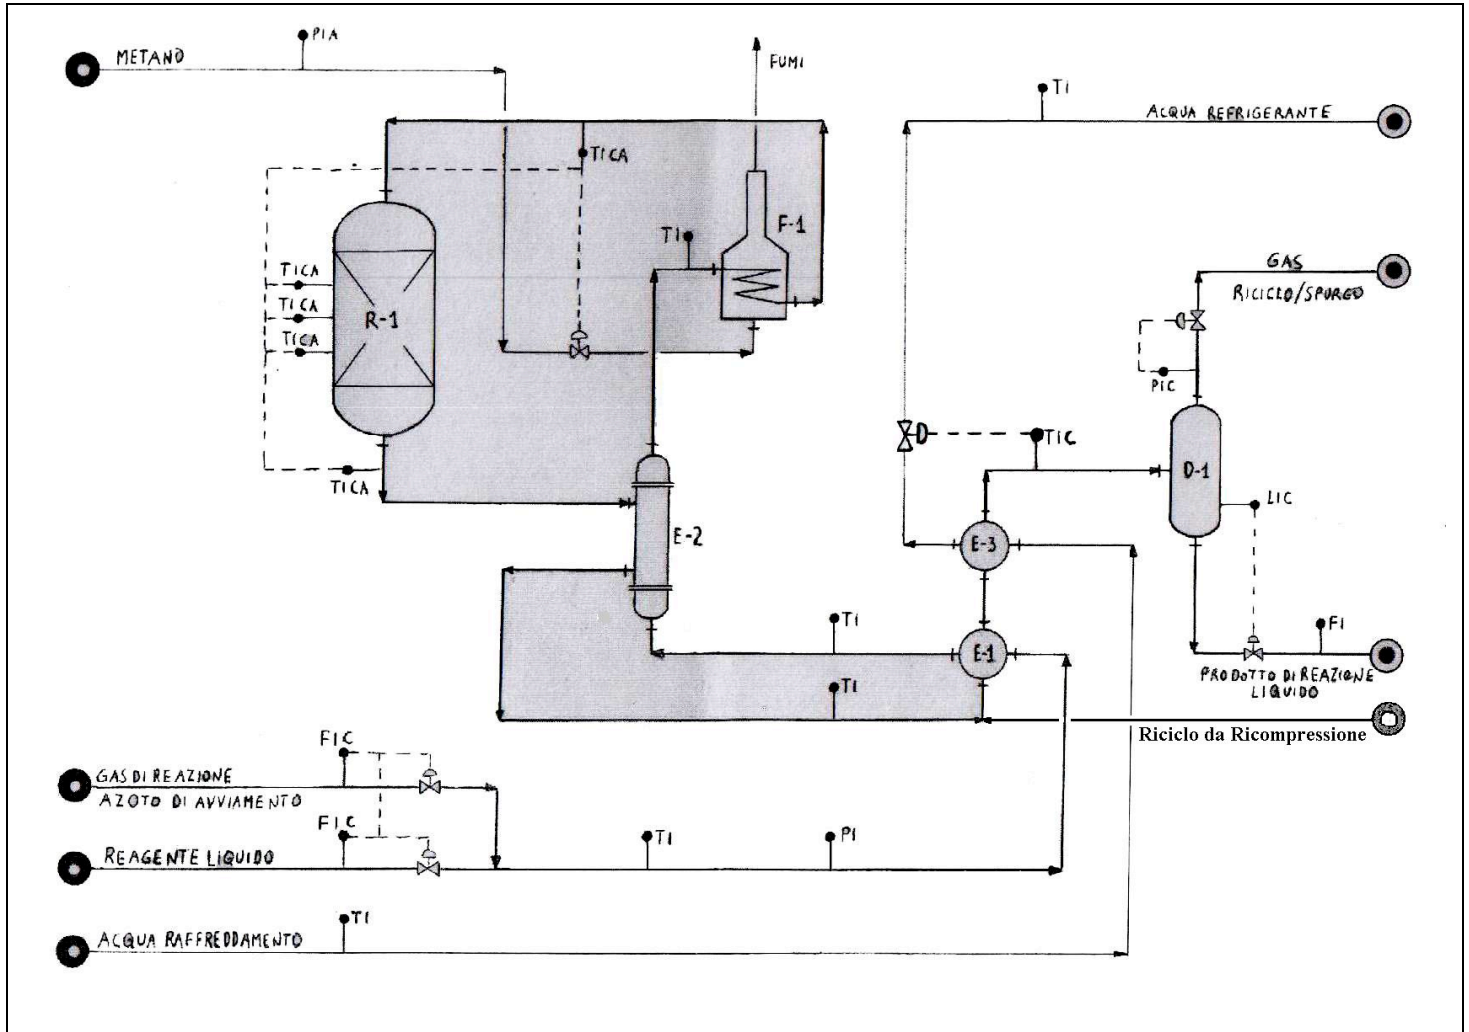 METANO
PIA
FUMI
TI
ACQUA REFRIGERANTE
TICA
F-1
TI
GAS
RICICLO/SPURGO
TICA
TICA
TICA
R-1
PIC
TIC
TICA
D-1
LIC
E-2
E-3
TI
E-1
FI
PRODOTTO DI REAZIONE
LIQUIDO
TI
Riciclo da Ricompressione
FIC
GAS DI REAZIONE
AZOTO DI AVVIAMENTO
FIC
REAGENTE LIQUIDO
TI
PI
TI
ACQUA RAFFREDDAMENTO